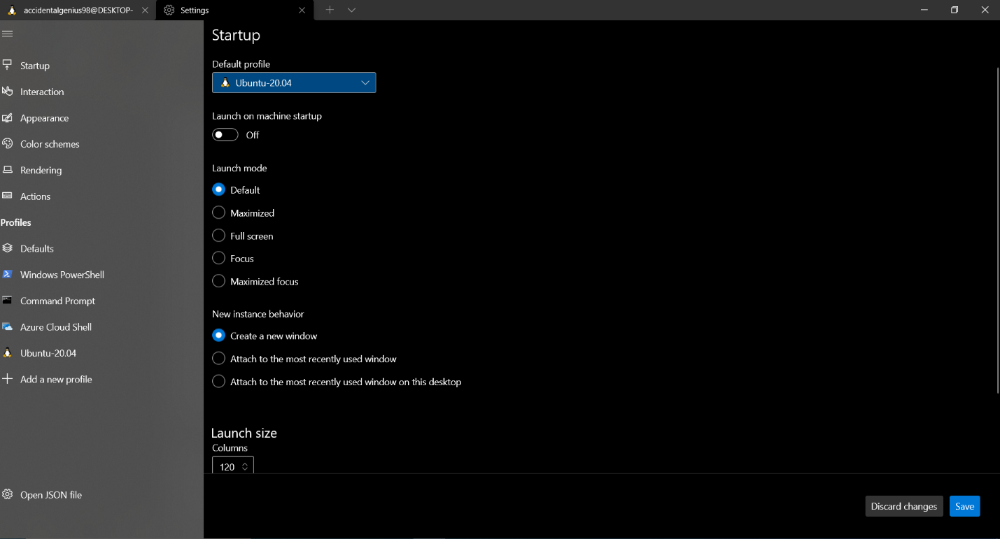 accidentalgenius98@DESKTOP-
Settings
Startup
Interaction
Appearance
Color schemes
Rendering
Actions
Profiles
Defaults
Windows PowerShell
Command Prompt
Azure Cloud Shell
Ubuntu-20.04
Add a new profile
Open JSON file
Startup
Default profile
Ubuntu-20.04
Launch on machine startup
Off
Launch mode
Default
Maximized
Full screen
Focus
Maximized focus
New instance behavior
Create a new window
Attach to the most recently used window
Attach to the most recently used window on this desktop
Launch size
Columns
120
Discard changes
Save